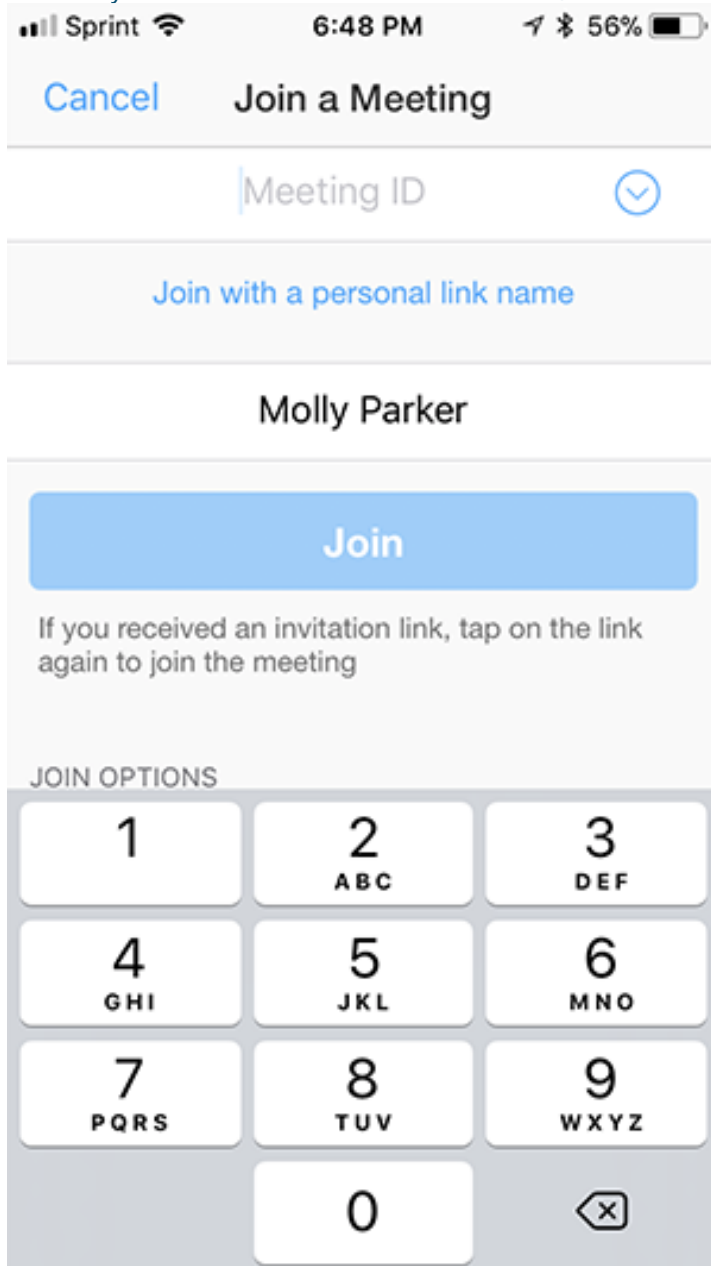 Sprint 6:48 PM 56%
Cancel Join a Meeting
Meeting ID
Join with a personal link name
Molly Parker
Join
If you received an invitation link, tap on the link
again to join the meeting
JOIN OPTIONS
1 2 3
ABC DEF
4 5 6
GHI JKL MNO
7 8 9
PQRS TUV WXYZ
0